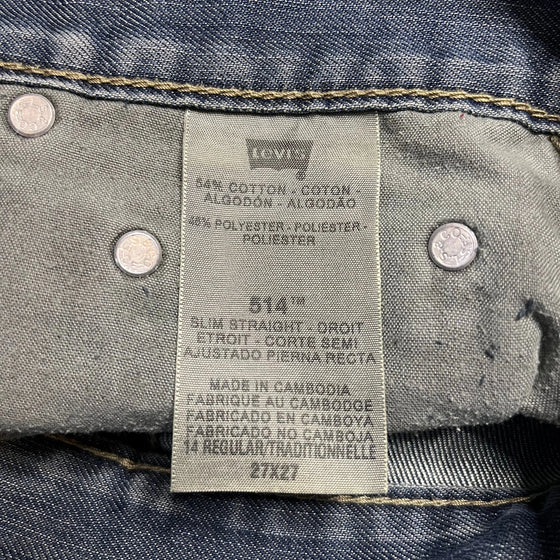 LEVI'S
54% COTTON - COTON -
ALGODÓN - ALGODÃO
46% POLYESTER - POLIESTER -
POLIESTER
514™
SLIM STRAIGHT - DROIT
ETROIT - CORTE SEMI
AJUSTADO PIERNA RECTA
MADE IN CAMBODIA
FABRIQUE AU CAMBODGE
FABRICADO EN CAMBOYA
FABRICADO NO CAMBOJA
14 REGULAR/TRADITIONNELLE
27X27